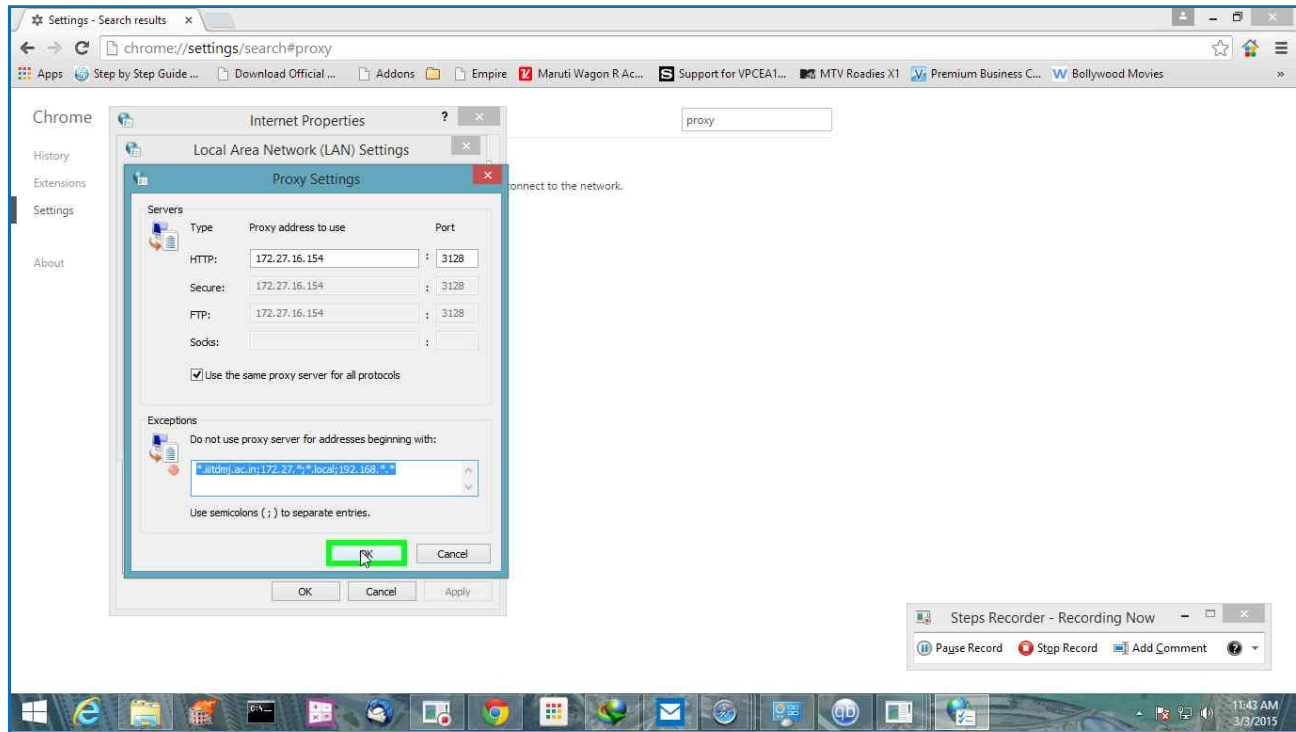 Settings - Search results
chrome://settings/search#proxy
Apps Step by Step Guide ... Download Official ... Addons Empire Maruti Wagon R Ac... Support for VPCEA1... MTV Roadies X1 Premium Business C... Bollywood Movies »
Chrome
History
Extensions
Settings
About
proxy
onnect to the network.
Internet Properties
Local Area Network (LAN) Settings
Proxy Settings
Servers
Type Proxy address to use Port
HTTP: 172.27.16.154 : 3128
Secure: 172.27.16.154 : 3128
FTP: 172.27.16.154 : 3128
Socks: :
Use the same proxy server for all protocols
Exceptions
Do not use proxy server for addresses beginning with:
*.iiitdmj.ac.in;172.27.*;*.local;192.168.*.*
Use semicolons ( ; ) to separate entries.
OK Cancel
OK Cancel Apply
Steps Recorder - Recording Now
Pause Record Stop Record Add Comment
11:43 AM
3/3/2015